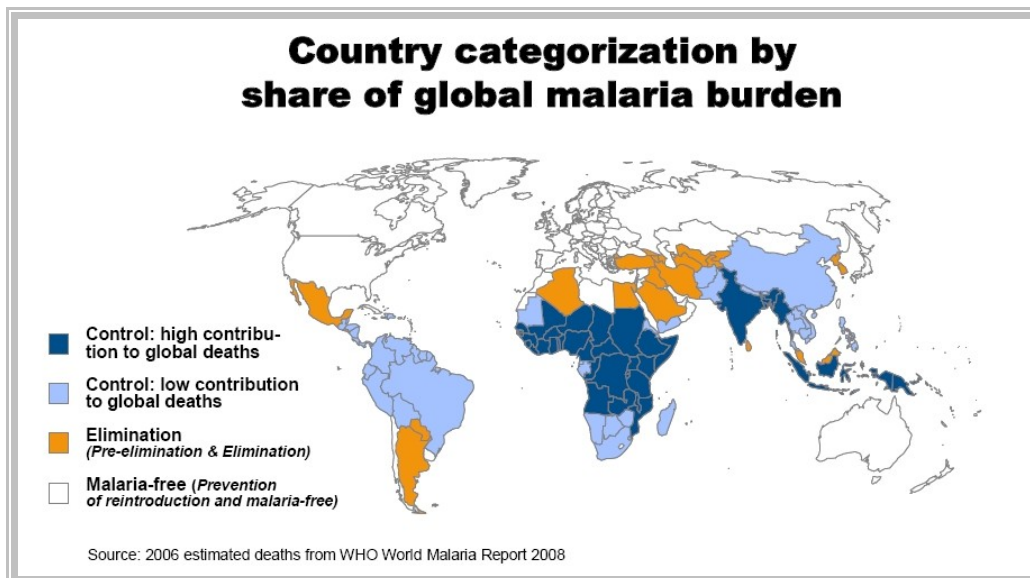 Country categorization by
share of global malaria burden
Control: high contribu-
tion to global deaths
Control: low contribution
to global deaths
Elimination
(Pre-elimination & Elimination)
Malaria-free (Prevention
of reintroduction and malaria-free)
Source: 2006 estimated deaths from WHO World Malaria Report 2008